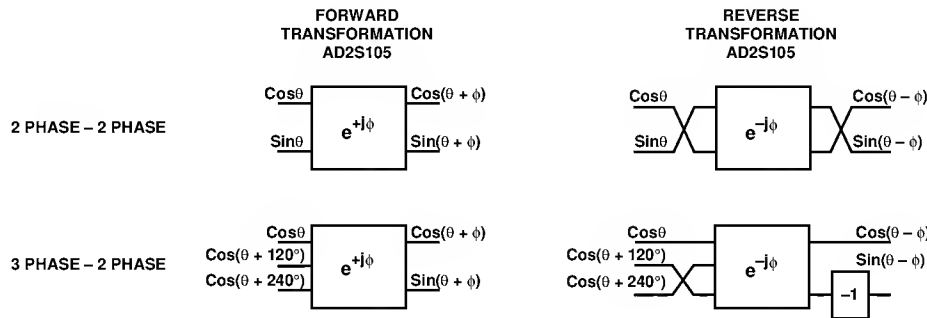 FORWARD
TRANSFORMATION
AD2S105
REVERSE
TRANSFORMATION
AD2S105
2 PHASE – 2 PHASE
Cosθ
Sinθ
e+jϕ
Cos(θ + ϕ)
Sin(θ + ϕ)
Cosθ
Sinθ
e–jϕ
Cos(θ – ϕ)
Sin(θ – ϕ)
3 PHASE – 2 PHASE
Cosθ
Cos(θ + 120°)
Cos(θ + 240°)
e+jϕ
Cos(θ + ϕ)
Sin(θ + ϕ)
Cosθ
Cos(θ + 120°)
Cos(θ + 240°)
e–jϕ
Cos(θ – ϕ)
Sin(θ – ϕ)
–1